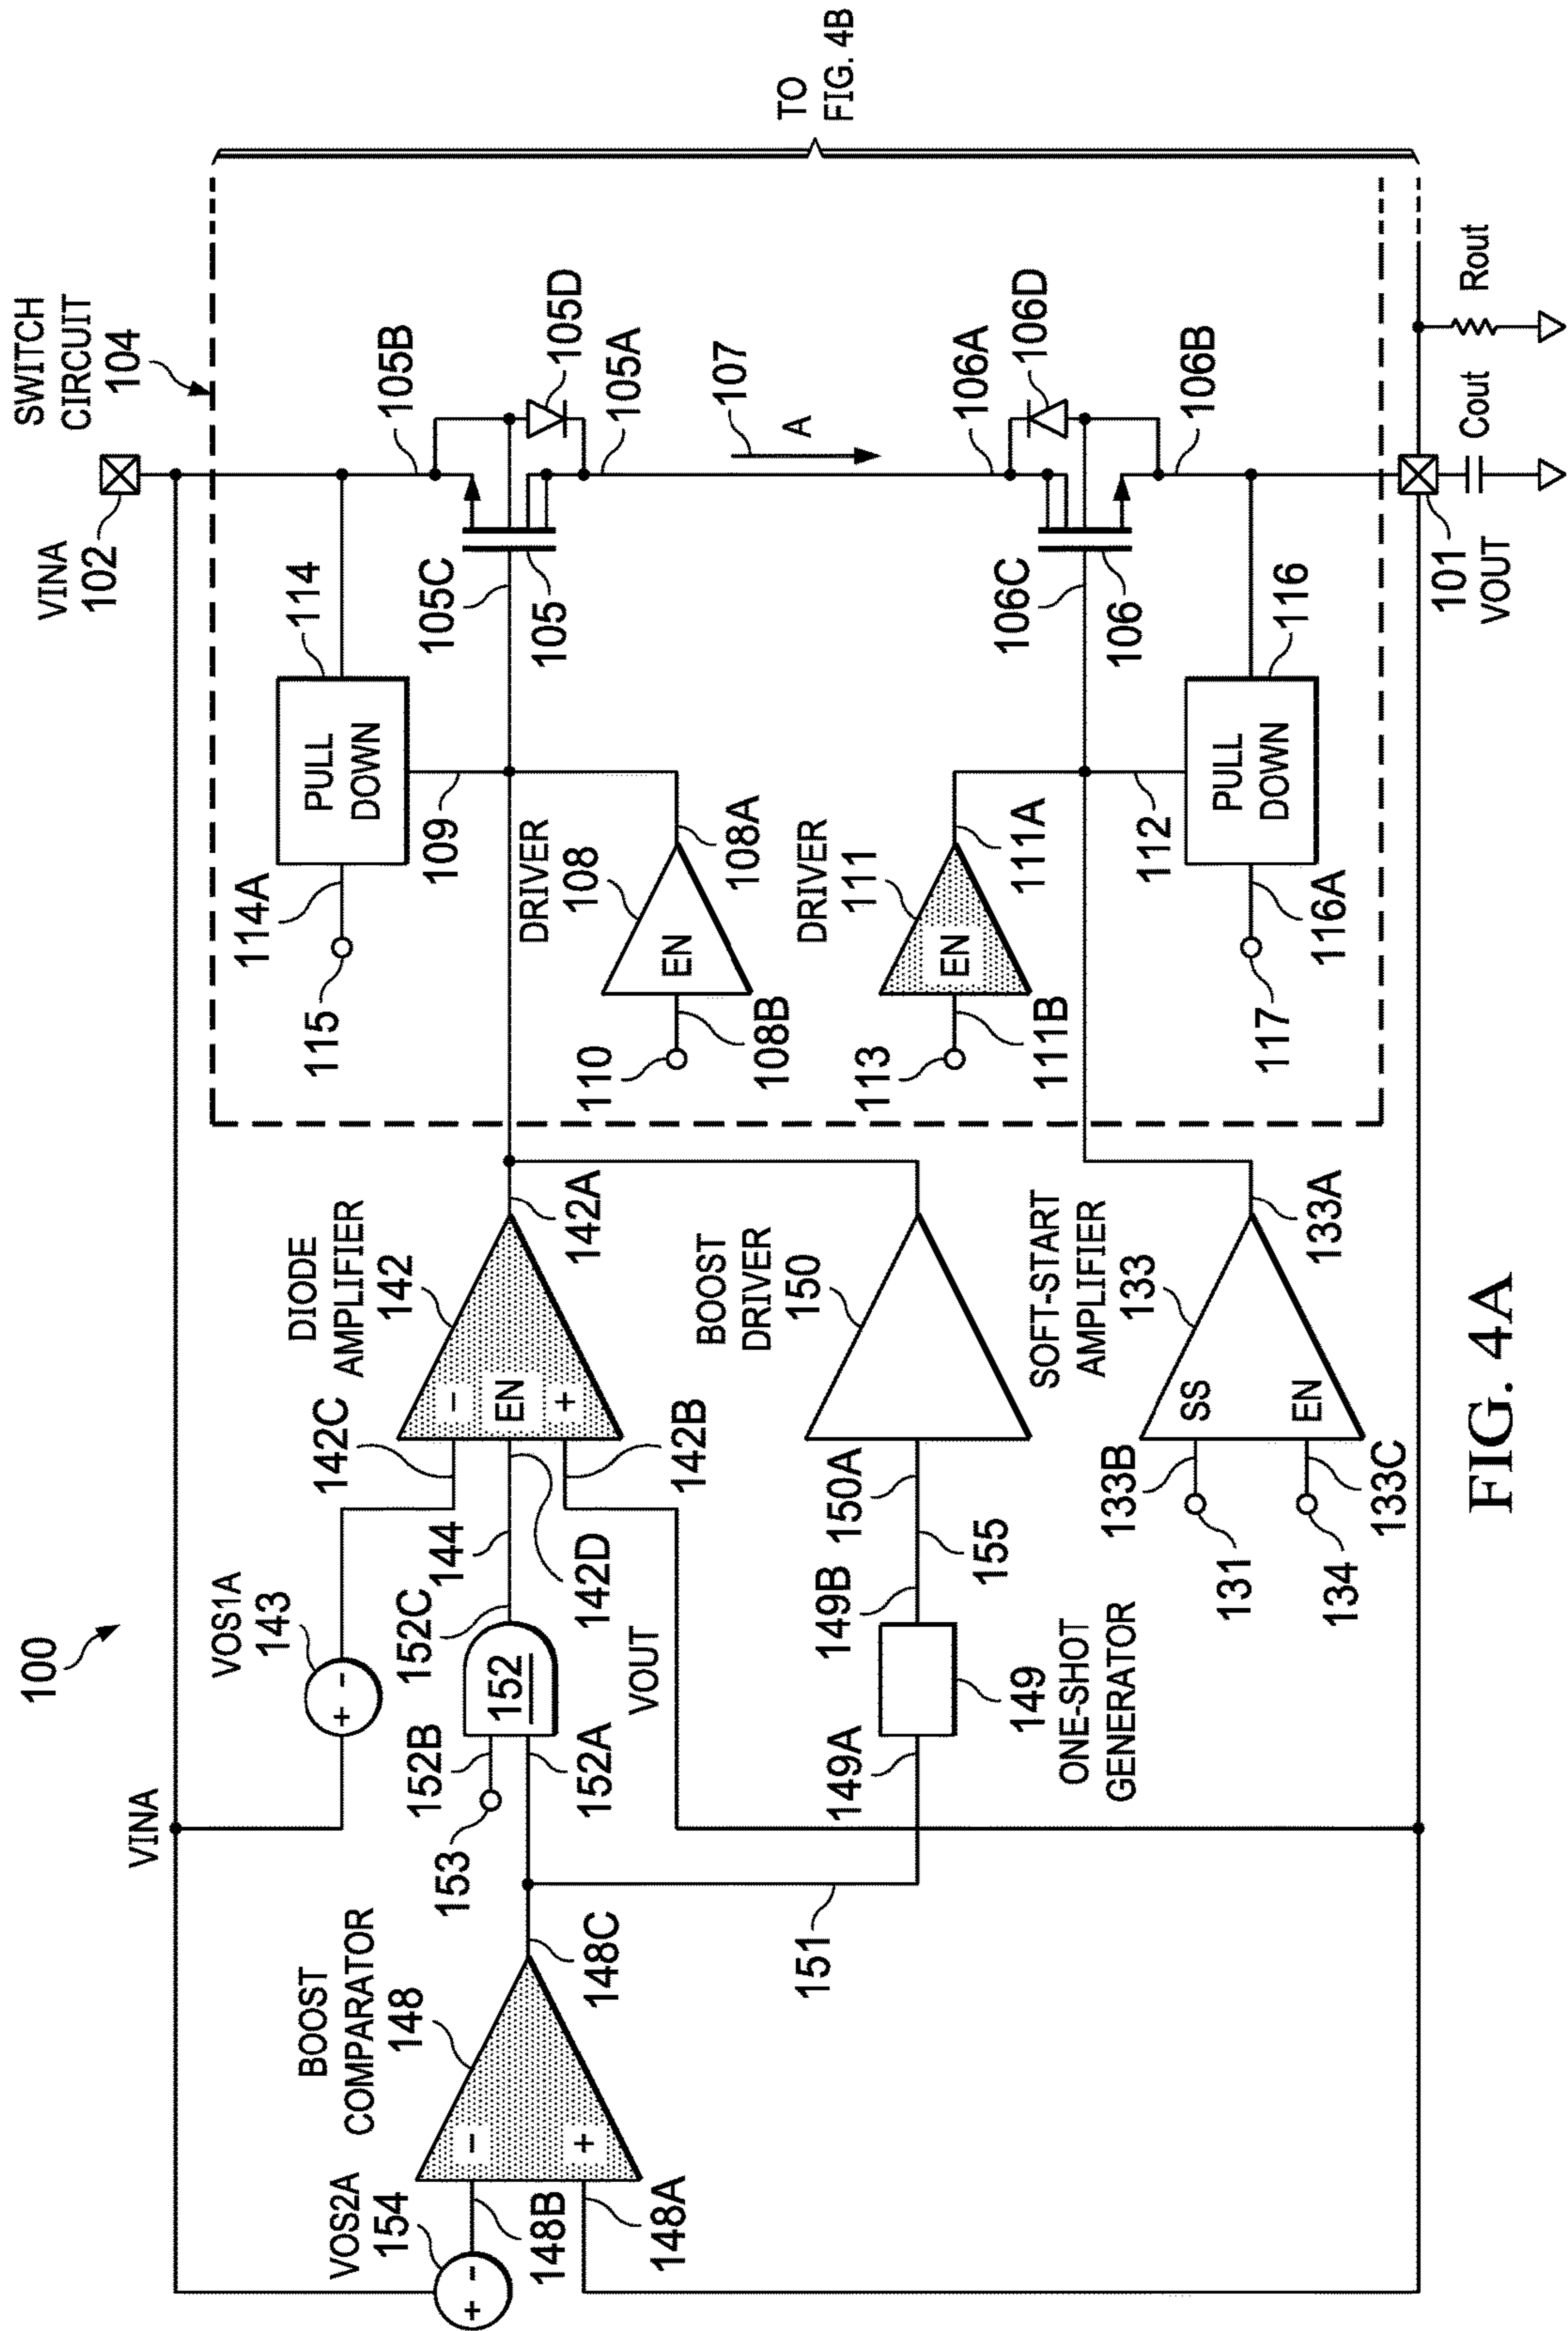 100
SWITCH
CIRCUIT
104
VINA
102
VINA
VOS1A
143
VOS2A
154
BOOST
COMPARATOR
148
-
+
148B
148A
148C
+ -
+ -
153
152B
152A
152
152C
144
142D
142C
142B
VOUT
DIODE
AMPLIFIER
142
-
EN
+
142A
151
149A
149
ONE-SHOT
GENERATOR
149B
155
150A
BOOST
DRIVER
150
SOFT-START
AMPLIFIER
133
SS
EN
133A
133B
133C
131
134
115
114A
PULL
DOWN
114
109
DRIVER
108
EN
108A
108B
110
DRIVER
111
EN
111A
111B
113
112
PULL
DOWN
116
116A
117
105B
105D
105A
105C
105
107
A
106A
106D
106B
106C
106
101
VOUT
Cout
Rout
TO
FIG. 4B
FIG. 4A